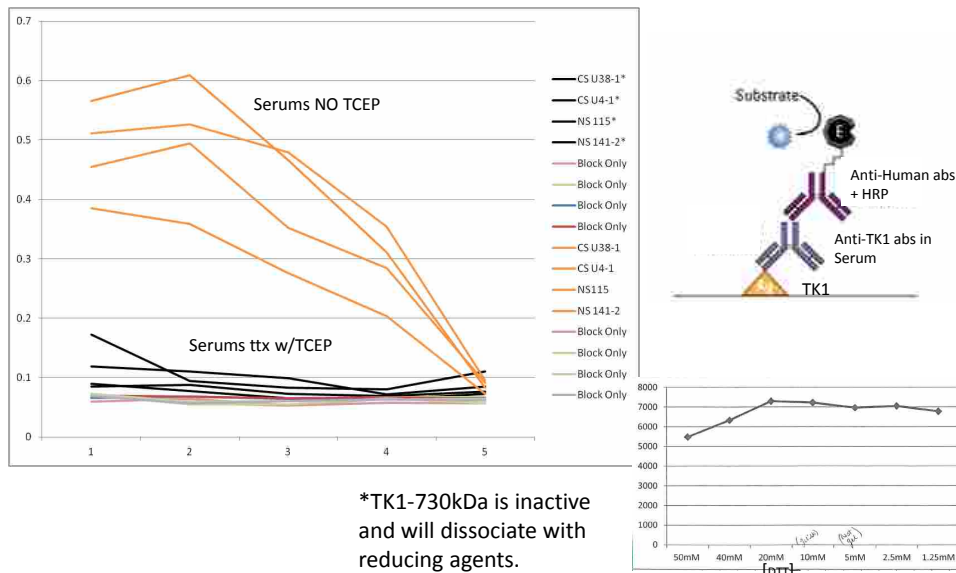 0.7
0.6
0.5
0.4
0.3
0.2
0.1
0
1 2 3 4 5
Serums NO TCEP
Serums ttx w/TCEP
CS U38-1*
CS U4-1*
NS 115*
NS 141-2*
Block Only
Block Only
Block Only
Block Only
CS U38-1
CS U4-1
NS115
NS 141-2
Block Only
Block Only
Block Only
Block Only
Substrate
E
Anti-Human abs
+ HRP
Anti-TK1 abs in
Serum
TK1
8000
7000
6000
5000
4000
3000
2000
1000
0
50mM 40mM 20mM 10mM 5mM 2.5mM 1.25mM
[DTT]
*TK1-730kDa is inactive
and will dissociate with
reducing agents.